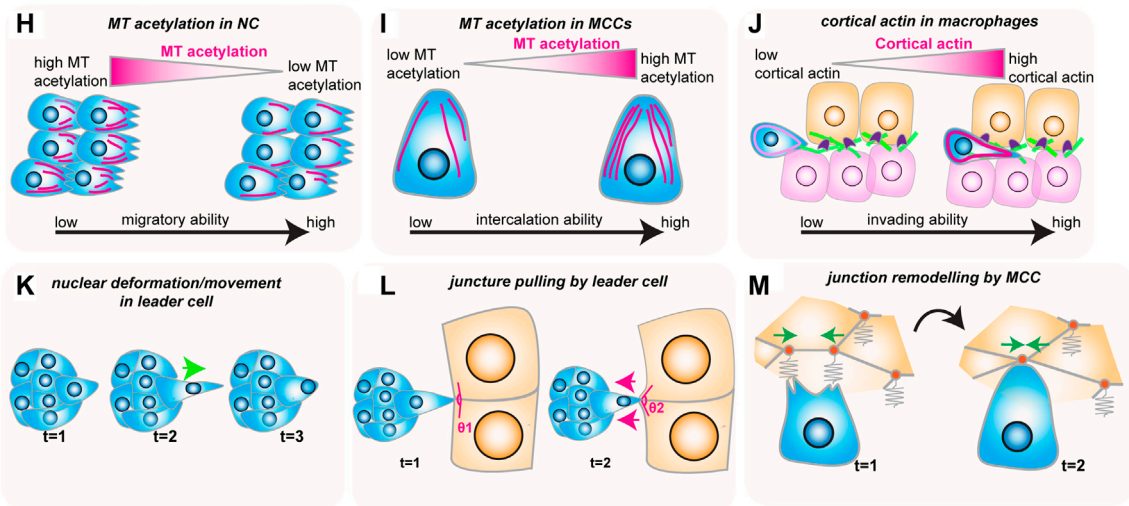 H MT acetylation in NC
MT acetylation
high MT
acetylation
low MT
acetylation
low migratory ability high
I MT acetylation in MCCs
MT acetylation
low MT
acetylation
high MT
acetylation
low intercalation ability high
J cortical actin in macrophages
Cortical actin
low
cortical actin
high
cortical actin
low invading ability high
K nuclear deformation/movement
in leader cell
t=1 t=2 t=3
L juncture pulling by leader cell
θ1
θ2
t=1 t=2
M junction remodelling by MCC
t=1 t=2